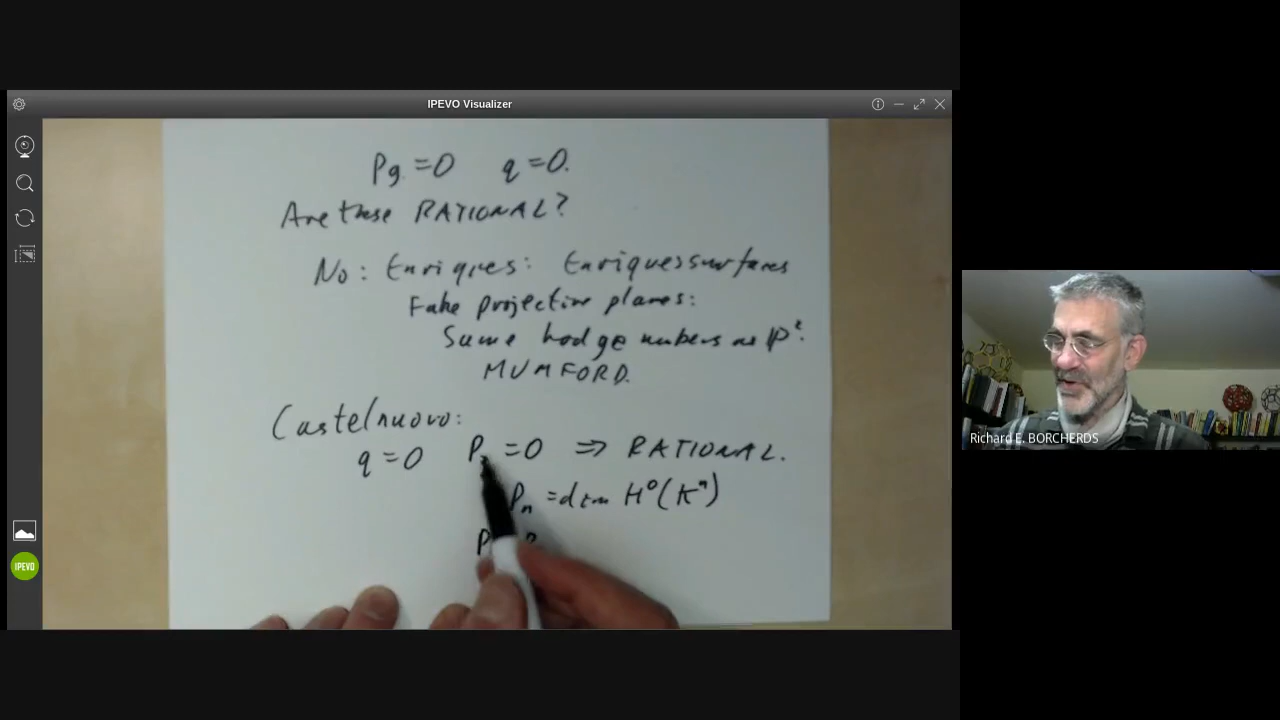 IPEVO Visualizer
Pg =0 q =0.
Are these RATIONAL?
No: Enriques: Enriques surfaces
Fake projective planes:
Same hodge numbers as P².
MUMFORD.
Castelnuovo:
q =0 P =0 ⇒ RATIONAL.
Pn =dim H⁰(Kⁿ)
P
IPEVO
Richard E. BORCHERDS